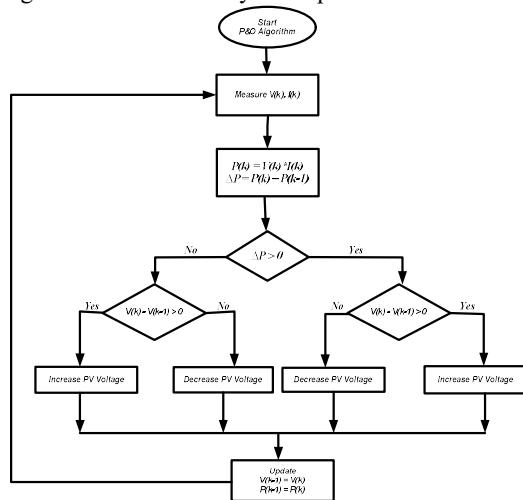 Start
P&O Algorithm
Measure V(k), I(k)
P(k) = V(k)*I(k)
ΔP = P(k) – P(k-1)
ΔP > 0
No
Yes
V(k) - V(k-1) > 0
Yes
No
V(k) - V(k-1) > 0
No
Yes
Increase PV Voltage
Decrease PV Voltage
Decrease PV Voltage
Increase PV Voltage
Update
V(k-1) = V(k)
P(k-1) = P(k)